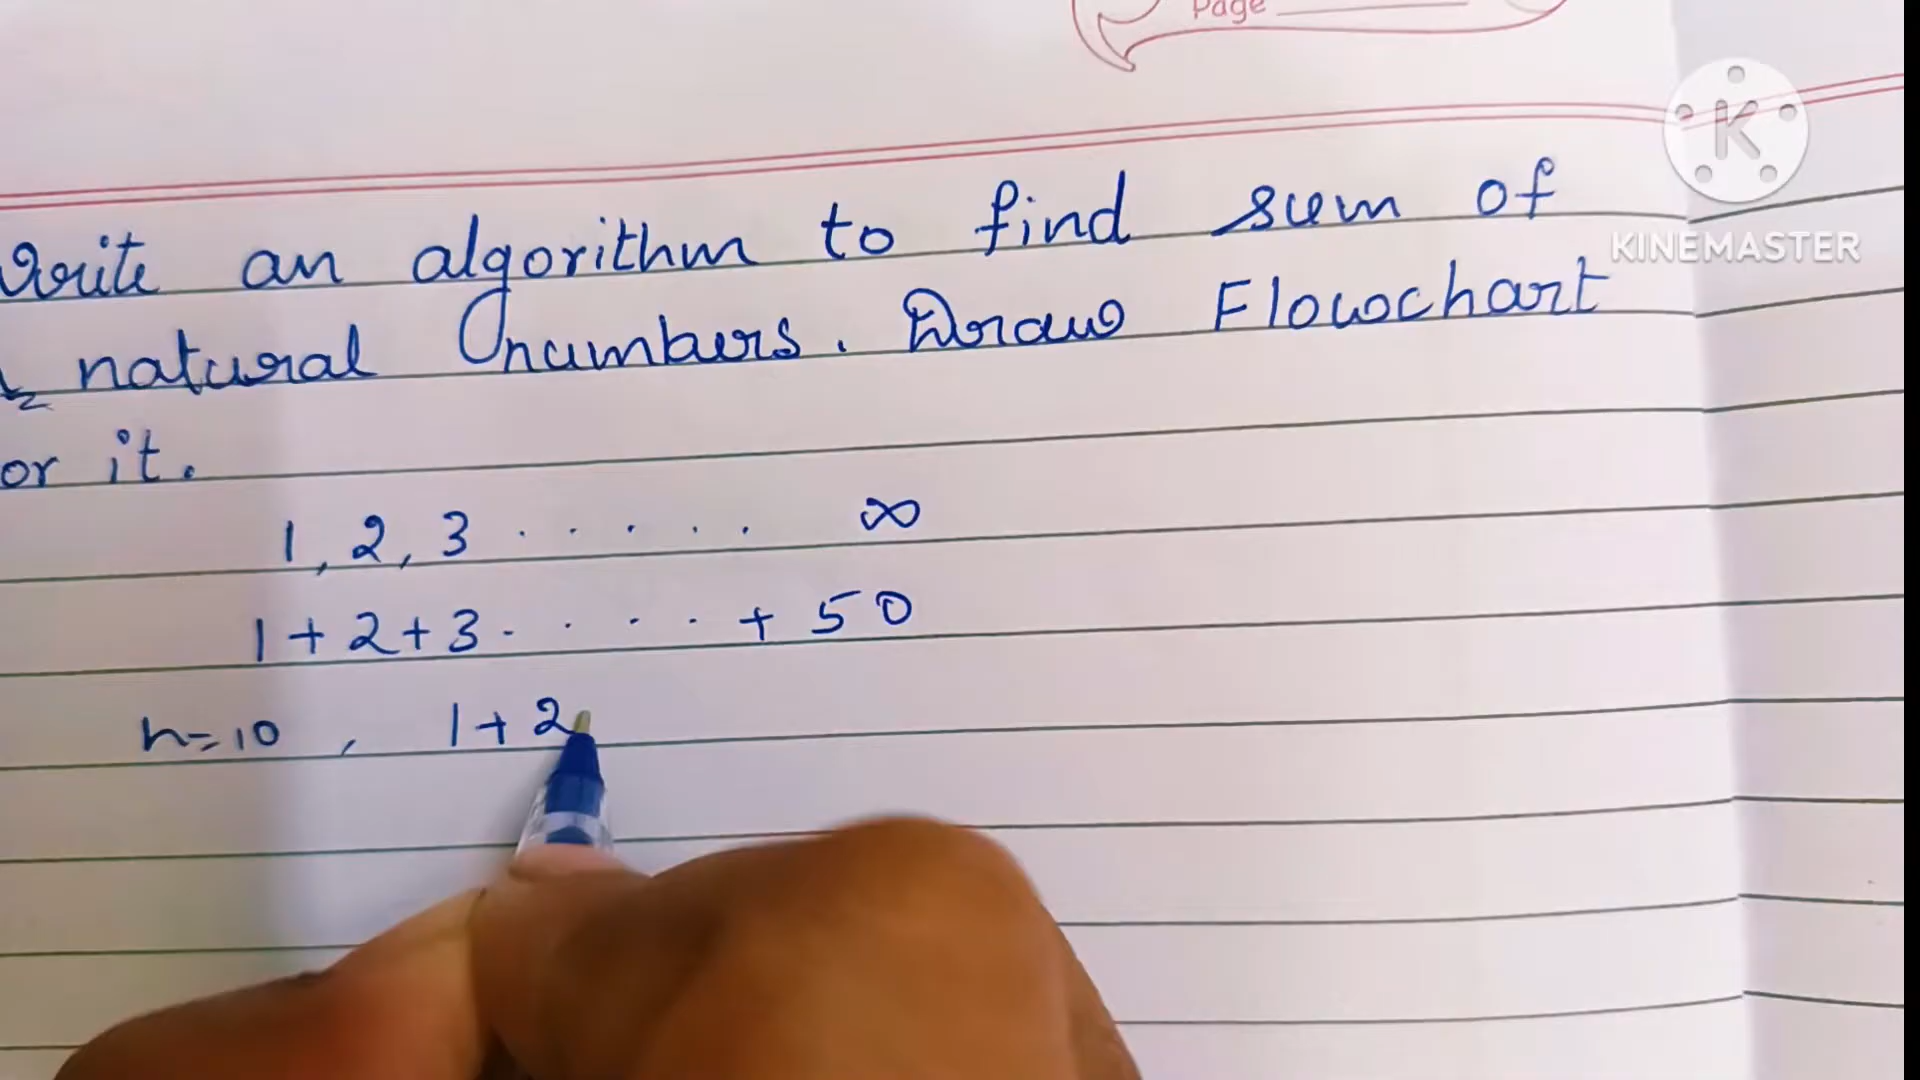 Page
K
KINEMASTER
Write an algorithm to find sum of
n natural numbers. Draw Flowchart
or it.
1, 2, 3 . . . . . ∞
1 + 2 + 3 . . . . + 50
n = 10 , 1 + 2